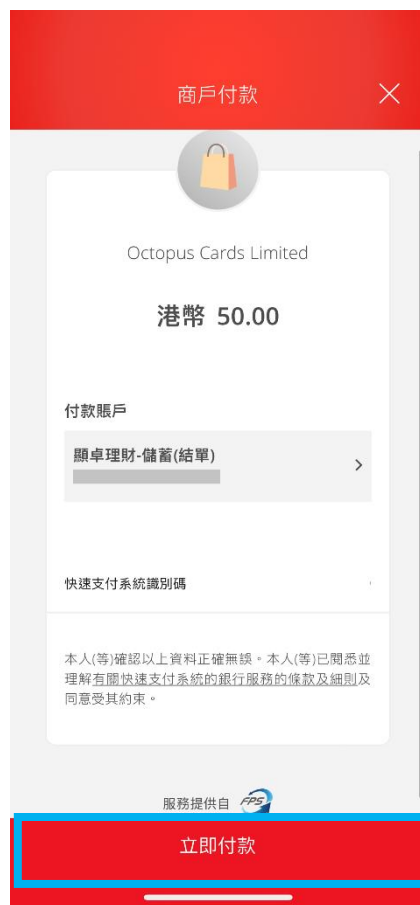 商戶付款
Octopus Cards Limited
港幣 50.00
付款賬戶
顯卓理財-儲蓄(結單)
快速支付系統識別碼
本人(等)確認以上資料正確無誤。本人(等)已閱悉並
理解有關快速支付系統的銀行服務的條款及細則及
同意受其約束。
服務提供自 FPS
立即付款